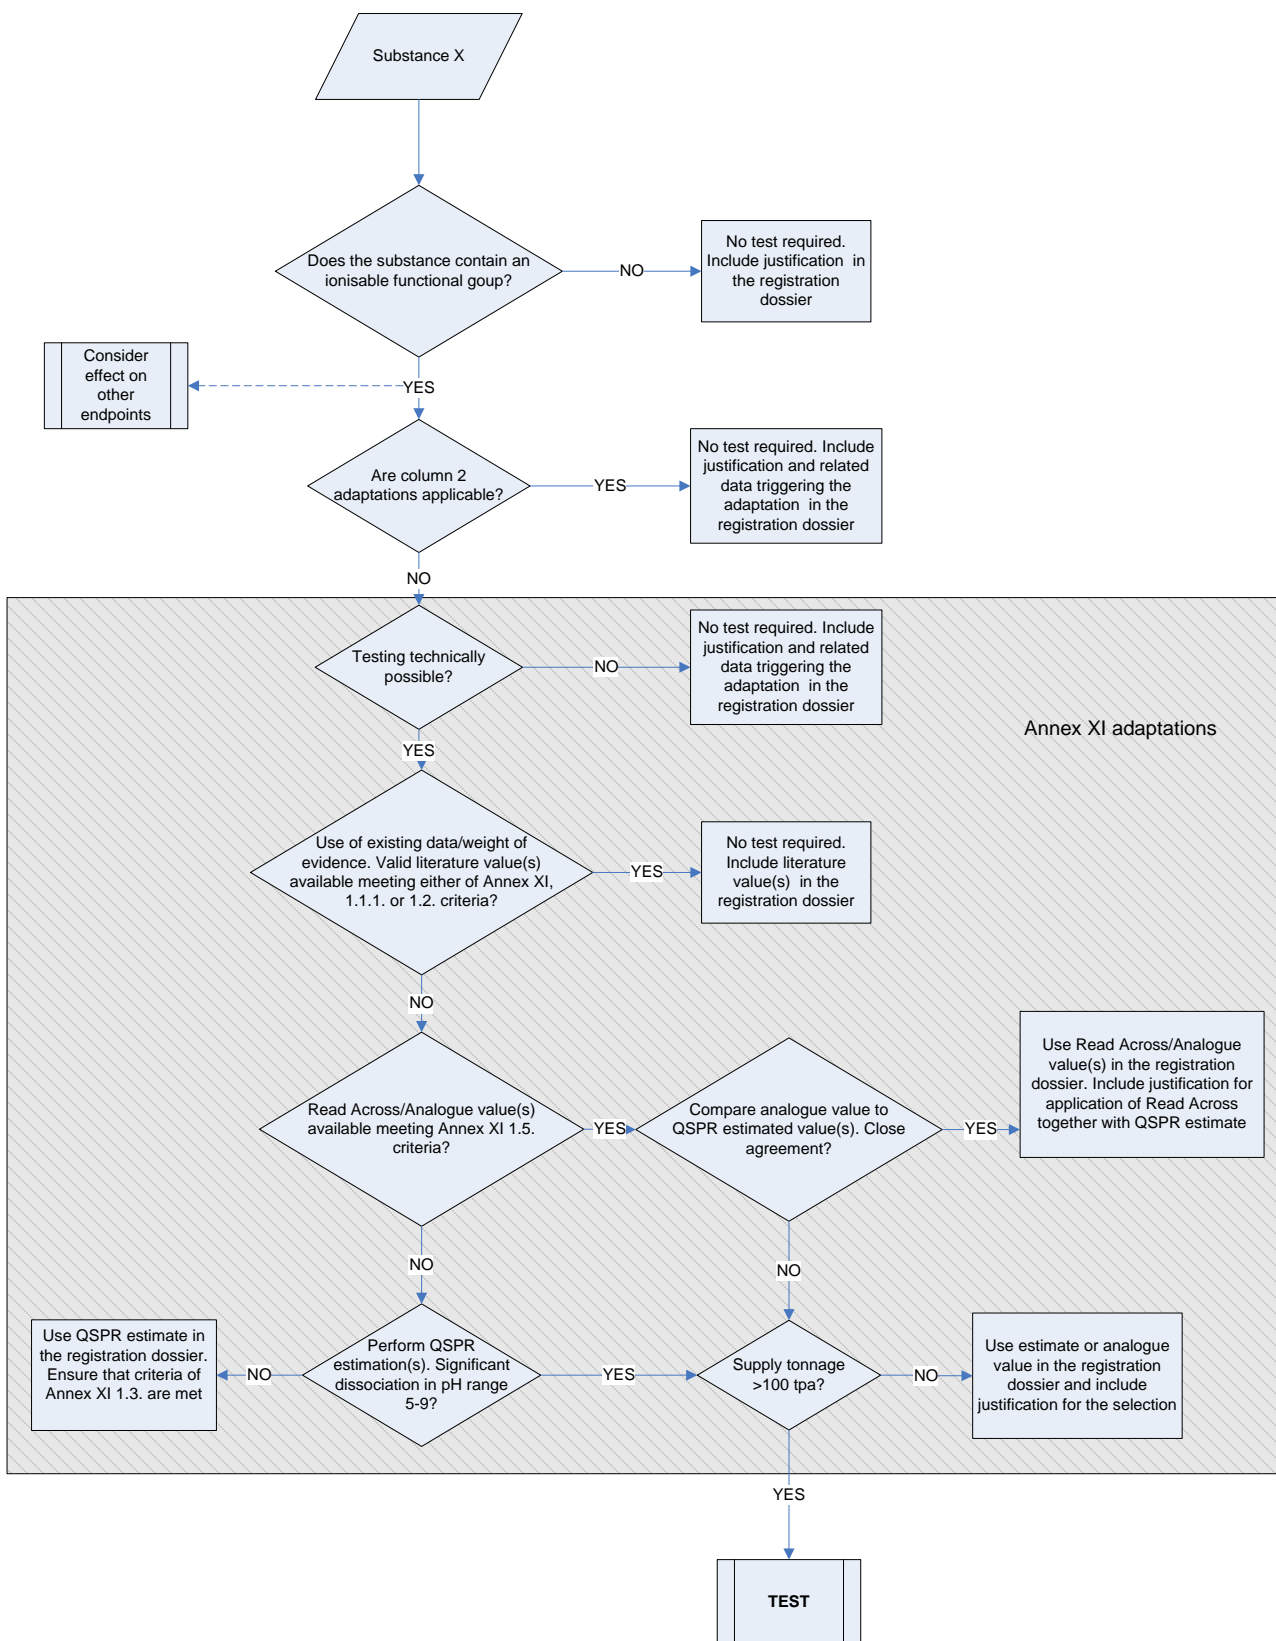 Substance X
Does the substance contain an
ionisable functional goup?
NO
No test required.
Include justification  in
the registration
dossier
Consider
effect on
other
endpoints
YES
Are column 2
adaptations applicable?
YES
No test required. Include
justification and related
data triggering the
adaptation  in the
registration dossier
NO
Testing technically
possible?
NO
No test required. Include
justification and related
data triggering the
adaptation  in the
registration dossier
Annex XI adaptations
YES
Use of existing data/weight of
evidence. Valid literature value(s)
available meeting either of Annex XI,
1.1.1. or 1.2. criteria?
YES
No test required.
Include literature
value(s)  in the
registration dossier
NO
Read Across/Analogue value(s)
available meeting Annex XI 1.5.
criteria?
YES
Compare analogue value to
QSPR estimated value(s). Close
agreement?
YES
Use Read Across/Analogue
value(s) in the registration
dossier. Include justification for
application of Read Across
together with QSPR estimate
NO
NO
Use QSPR estimate in
the registration dossier.
Ensure that criteria of
Annex XI 1.3. are met
NO
Perform QSPR
estimation(s). Significant
dissociation in pH range
5-9?
YES
Supply tonnage
>100 tpa?
NO
Use estimate or analogue
value in the registration
dossier and include
justification for the selection
YES
TEST